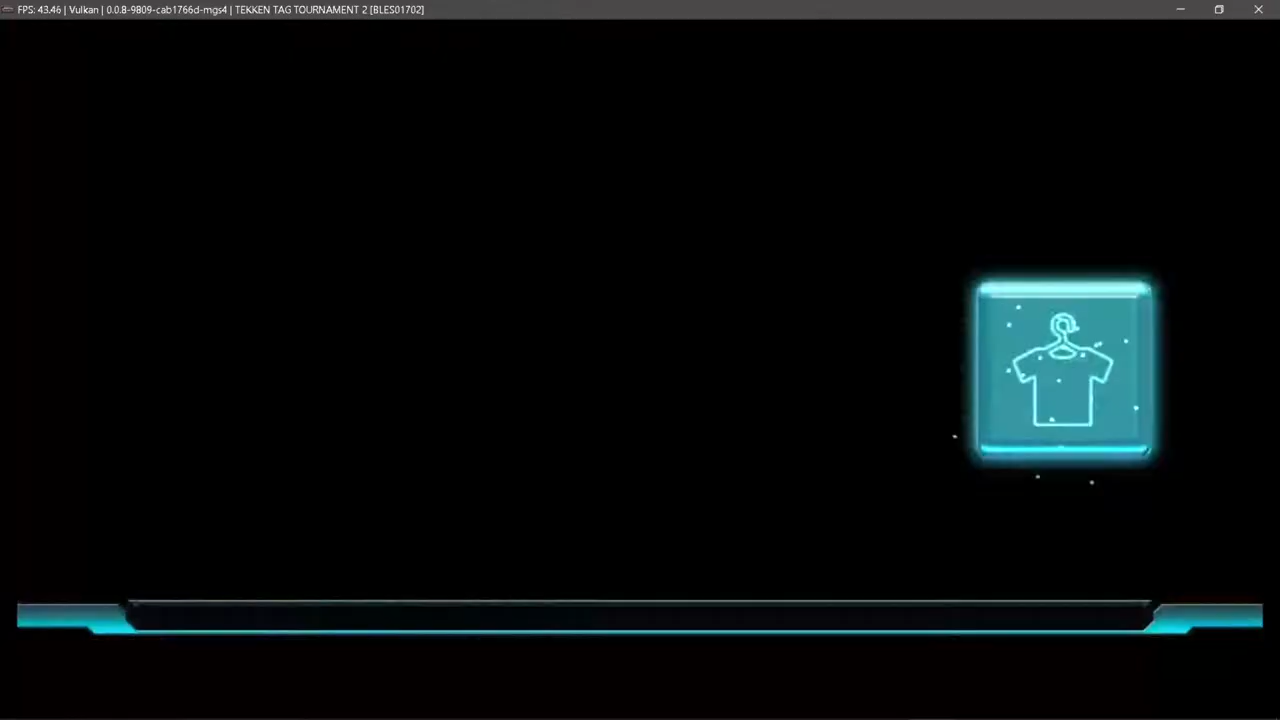 FPS: 43.46 | Vulkan | 0.0.8-9809-cab1766d-mgs4 | TEKKEN TAG TOURNAMENT 2 [BLES01702]